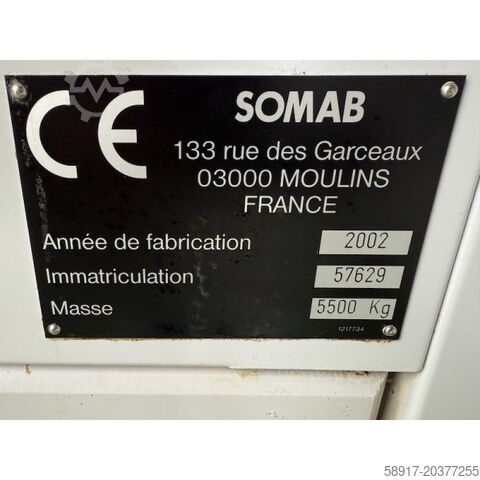 CE
SOMAB
133 rue des Garceaux
03000 MOULINS
FRANCE
Année de fabrication 2002
Immatriculation 57629
Masse 5500 Kg
1217734
58917-20377255